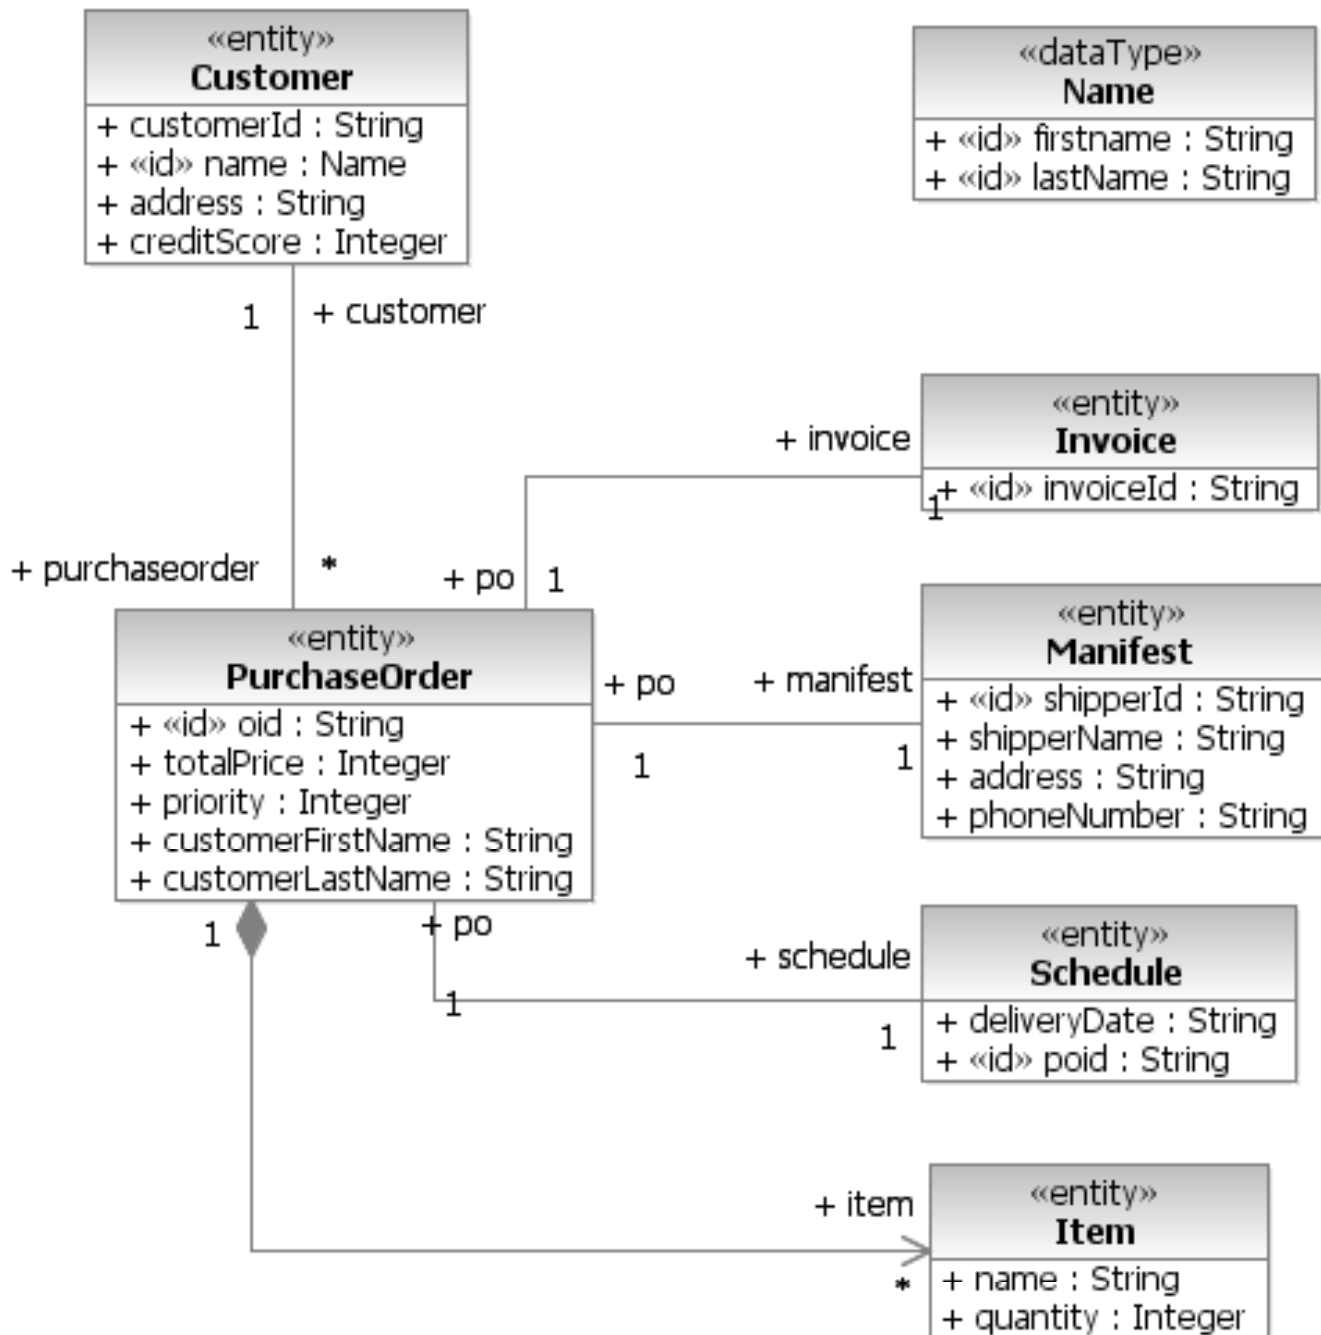 «entity»
Customer
+ customerId : String
+ «id» name : Name
+ address : String
+ creditScore : Integer
«dataType»
Name
+ «id» firstname : String
+ «id» lastName : String
1
+ customer
+ invoice
«entity»
Invoice
+ «id» invoiceId : String
1
+ purchaseorder
*
+ po
1
«entity»
PurchaseOrder
+ «id» oid : String
+ totalPrice : Integer
+ priority : Integer
+ customerFirstName : String
+ customerLastName : String
+ po
1
+ manifest
1
«entity»
Manifest
+ «id» shipperId : String
+ shipperName : String
+ address : String
+ phoneNumber : String
1
+ po
1
+ schedule
1
«entity»
Schedule
+ deliveryDate : String
+ «id» poid : String
+ item
*
«entity»
Item
+ name : String
+ quantity : Integer